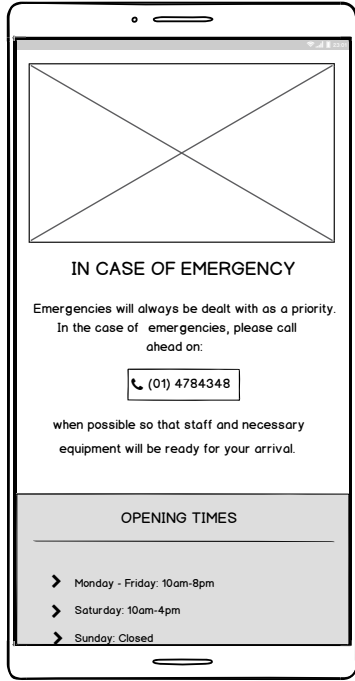 IN CASE OF EMERGENCY
Emergencies will always be dealt with as a priority.
In the case of emergencies, please call
ahead on:
(01) 4784348
when possible so that staff and necessary
equipment will be ready for your arrival.
OPENING TIMES
Monday - Friday: 10am-8pm
Saturday: 10am-4pm
Sunday: Closed